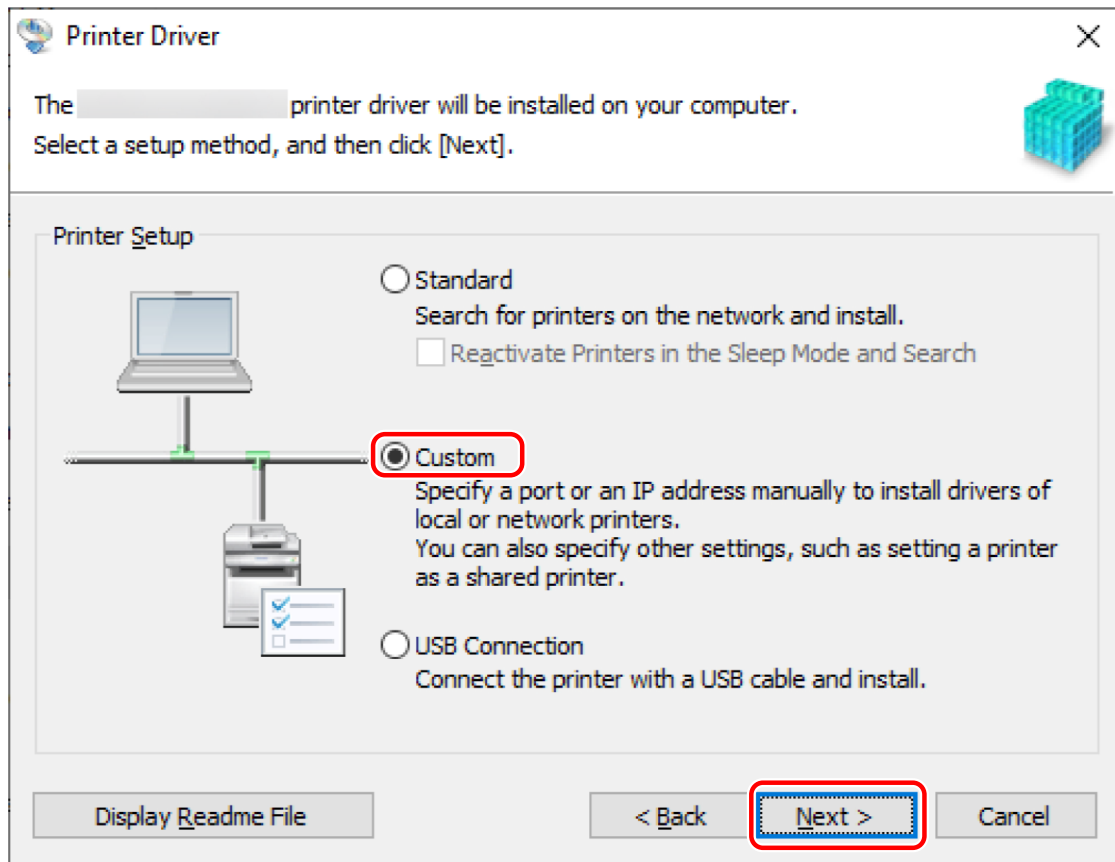 Printer Driver
The printer driver will be installed on your computer.
Select a setup method, and then click [Next].
Printer Setup
Standard
Search for printers on the network and install.
Reactivate Printers in the Sleep Mode and Search
Custom
Specify a port or an IP address manually to install drivers of
local or network printers.
You can also specify other settings, such as setting a printer
as a shared printer.
USB Connection
Connect the printer with a USB cable and install.
Display Readme File
< Back
Next >
Cancel